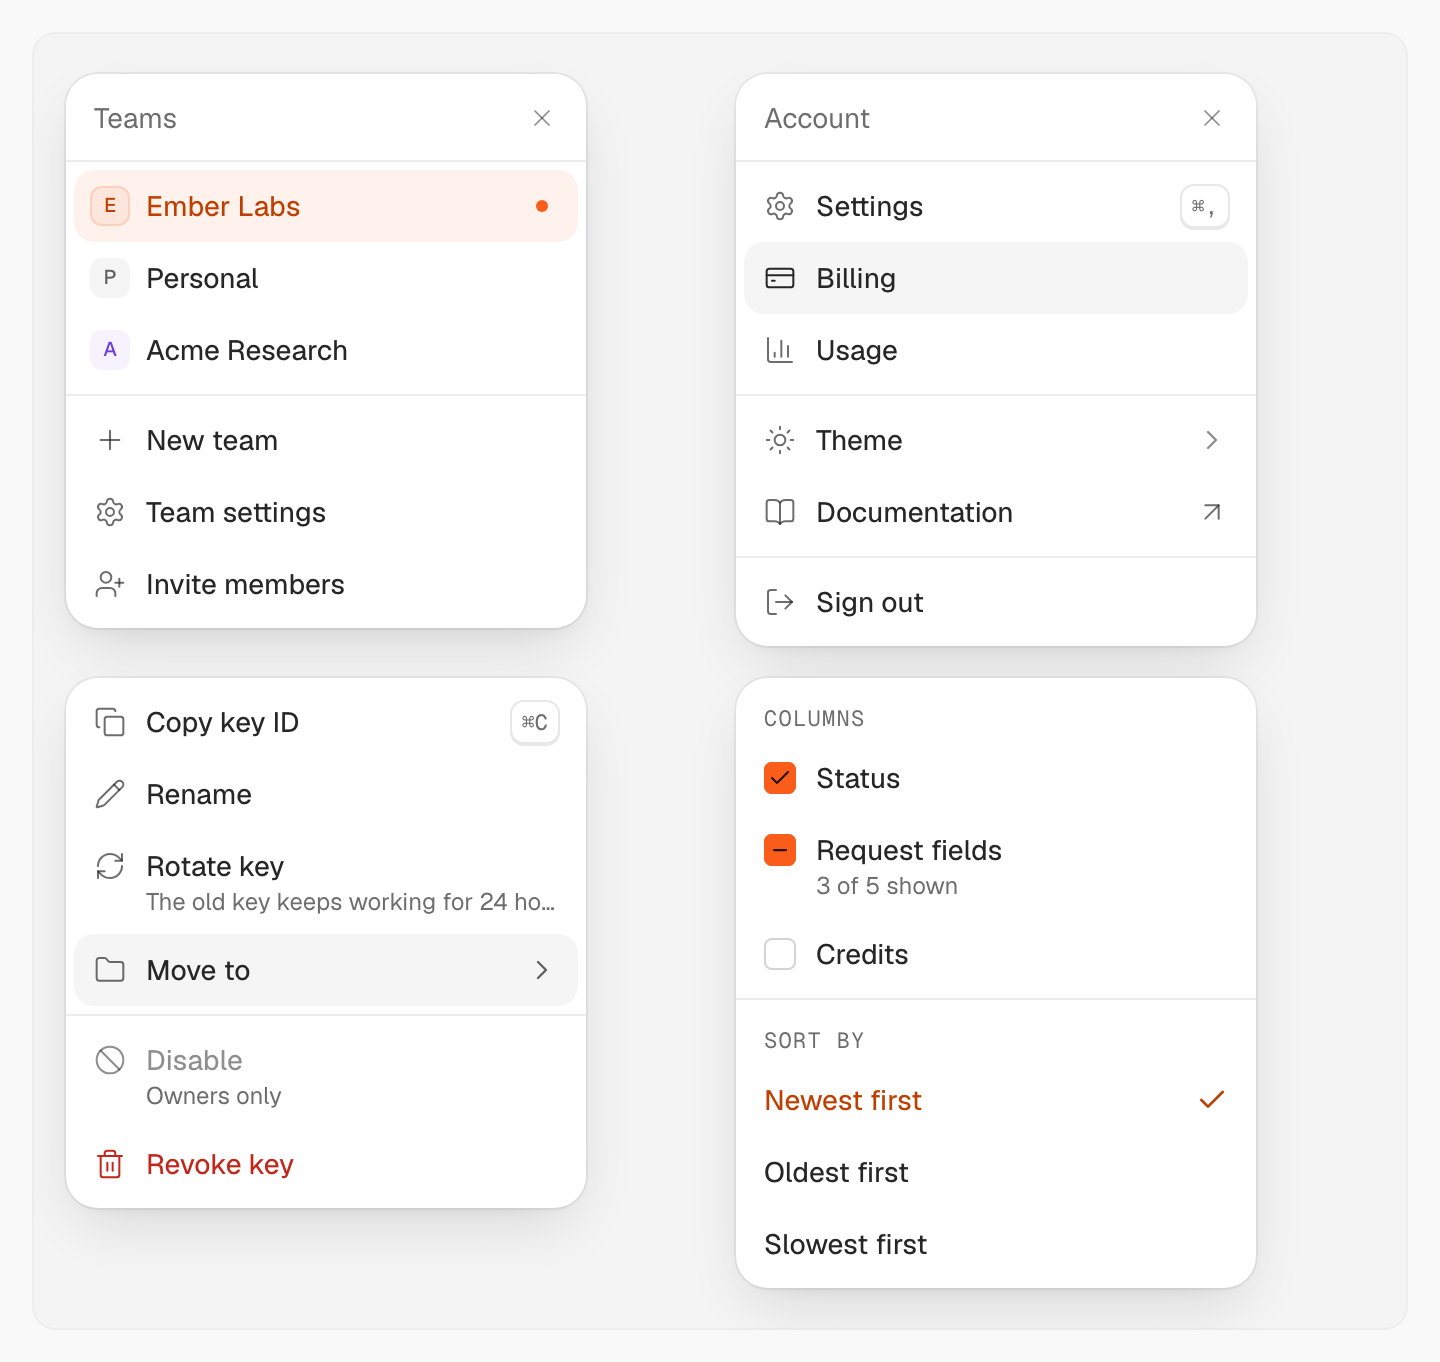 Teams
E Ember Labs
P Personal
A Acme Research
New team
Team settings
Invite members
Account
Settings ⌘,
Billing
Usage
Theme
Documentation
Sign out
Copy key ID ⌘C
Rename
Rotate key
The old key keeps working for 24 ho...
Move to
Disable
Owners only
Revoke key
COLUMNS
Status
Request fields
3 of 5 shown
Credits
SORT BY
Newest first
Oldest first
Slowest first